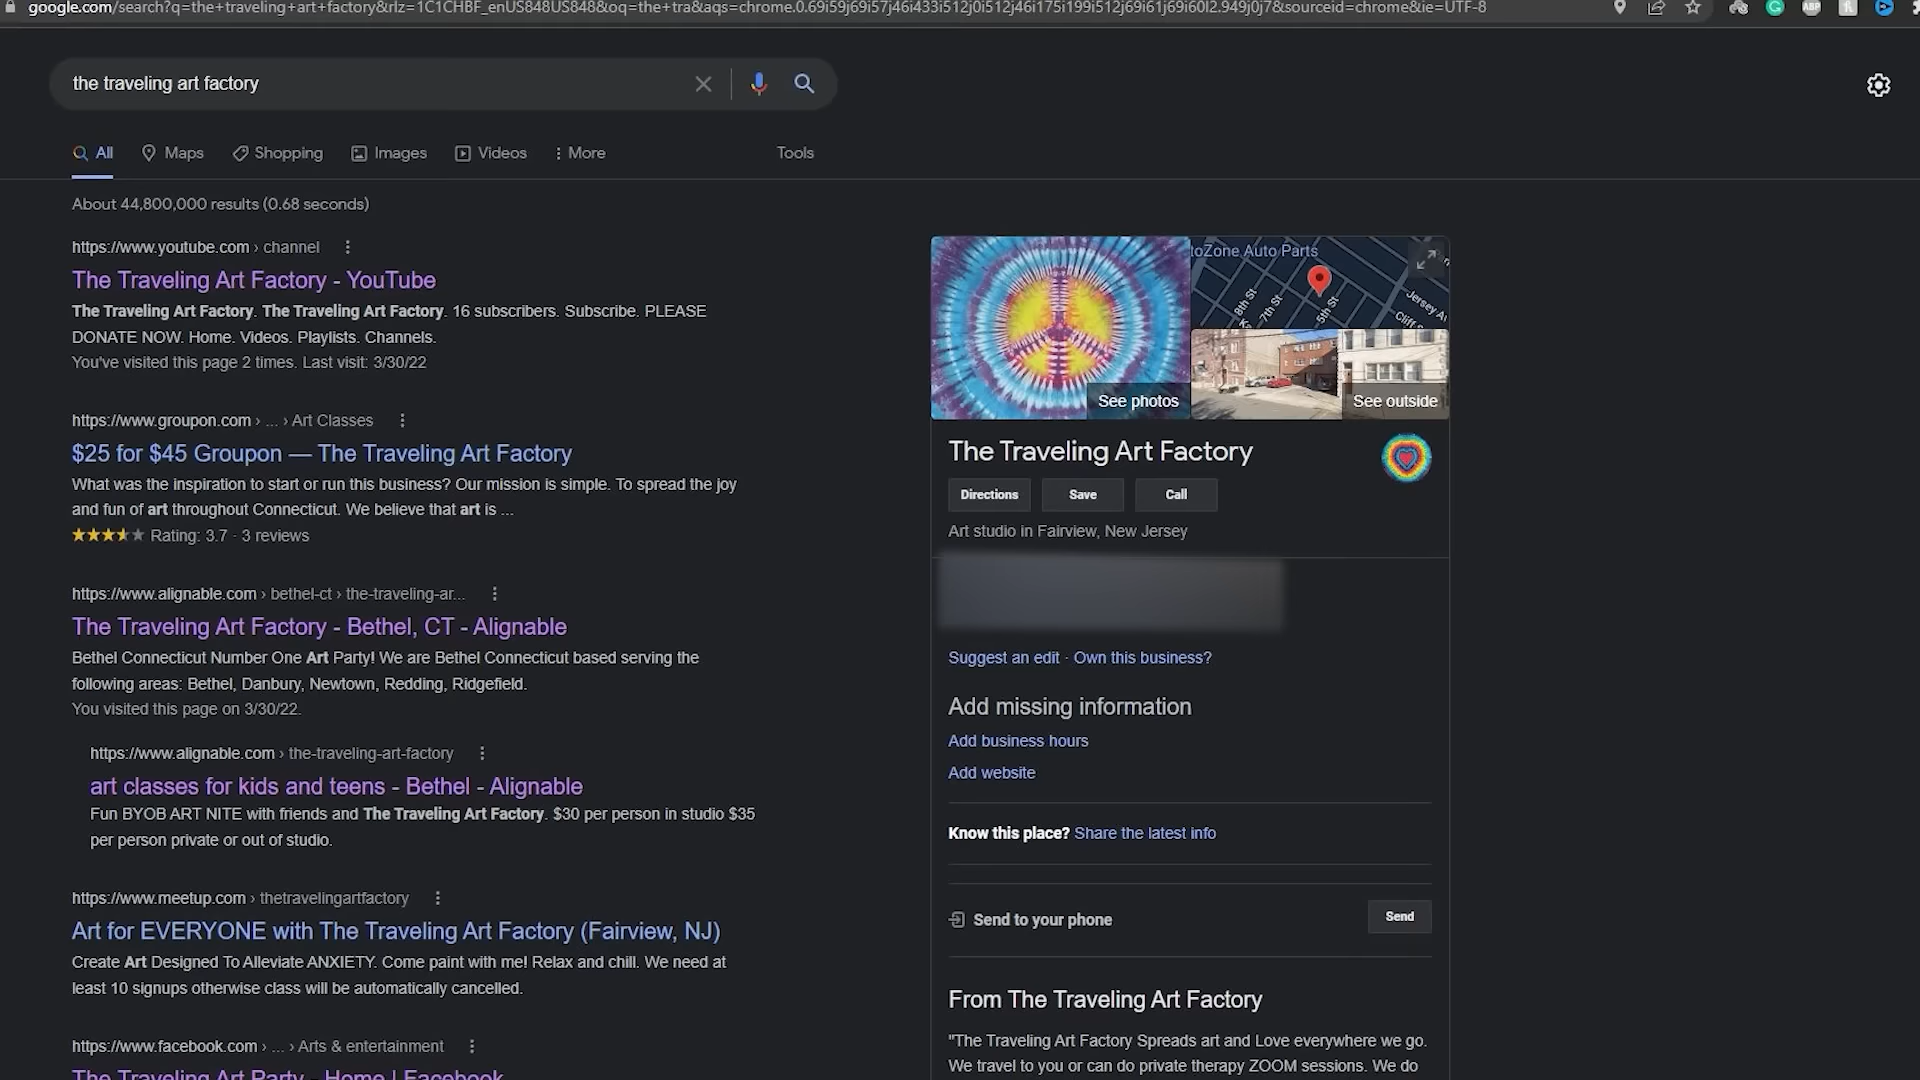 google.com/search?q=the+traveling+art+factory&rlz=1C1CHBF_enUS848US848&oq=the+tra&aqs=chrome.0.69i59j69i57j46i433i512j0i512j46i175i199i512j69i61j69i60l2.949j0j7&sourceid=chrome&ie=UTF-8
ABP
the traveling art factory
All
Maps
Shopping
Images
Videos
More
Tools
About 44,800,000 results (0.68 seconds)
https://www.youtube.com › channel
The Traveling Art Factory - YouTube
The Traveling Art Factory. The Traveling Art Factory. 16 subscribers. Subscribe. PLEASE
DONATE NOW. Home. Videos. Playlists. Channels.
You've visited this page 2 times. Last visit: 3/30/22
https://www.groupon.com › ... › Art Classes
$25 for $45 Groupon — The Traveling Art Factory
What was the inspiration to start or run this business? Our mission is simple. To spread the joy
and fun of art throughout Connecticut. We believe that art is ...
Rating: 3.7 · 3 reviews
https://www.alignable.com › bethel-ct › the-traveling-ar...
The Traveling Art Factory - Bethel, CT - Alignable
Bethel Connecticut Number One Art Party! We are Bethel Connecticut based serving the
following areas: Bethel, Danbury, Newtown, Redding, Ridgefield.
You visited this page on 3/30/22.
https://www.alignable.com › the-traveling-art-factory
art classes for kids and teens - Bethel - Alignable
Fun BYOB ART NITE with friends and The Traveling Art Factory. $30 per person in studio $35
per person private or out of studio.
https://www.meetup.com › thetravelingartfactory
Art for EVERYONE with The Traveling Art Factory (Fairview, NJ)
Create Art Designed To Alleviate ANXIETY. Come paint with me! Relax and chill. We need at
least 10 signups otherwise class will be automatically cancelled.
https://www.facebook.com › ... › Arts & entertainment
The Traveling Art Party - Home | Facebook
toZone Auto Parts
8th St
7th St
5th St
Jersey Av
Cliff S
See photos
See outside
The Traveling Art Factory
Directions
Save
Call
Art studio in Fairview, New Jersey
Suggest an edit · Own this business?
Add missing information
Add business hours
Add website
Know this place? Share the latest info
Send to your phone
Send
From The Traveling Art Factory
"The Traveling Art Factory Spreads art and Love everywhere we go.
We travel to you or can do private therapy ZOOM sessions. We do